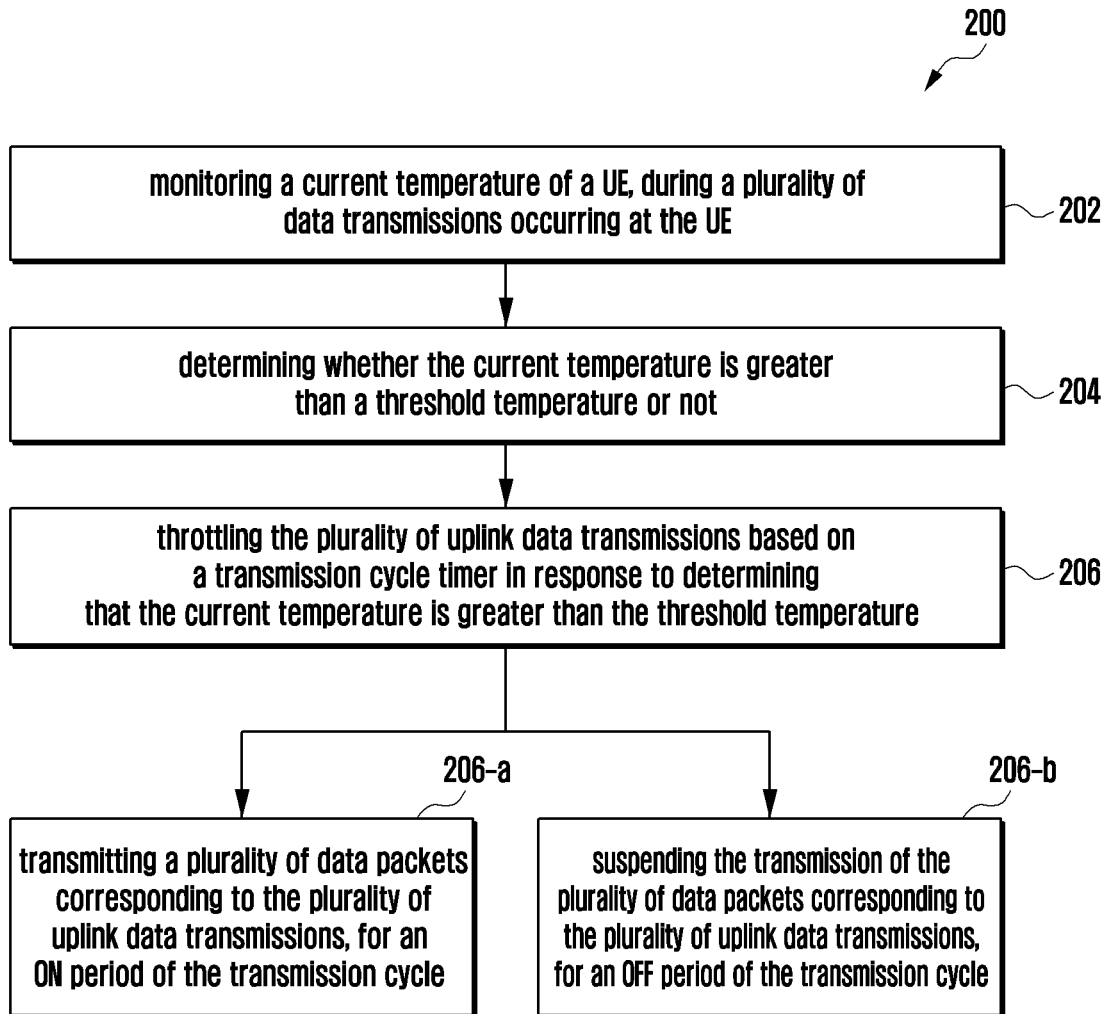 200
monitoring a current temperature of a UE, during a plurality of
data transmissions occurring at the UE
202
determining whether the current temperature is greater
than a threshold temperature or not
204
throttling the plurality of uplink data transmissions based on
a transmission cycle timer in response to determining
that the current temperature is greater than the threshold temperature
206
206-a
transmitting a plurality of data packets
corresponding to the plurality of
uplink data transmissions, for an
ON period of the transmission cycle
206-b
suspending the transmission of the
plurality of data packets corresponding to
the plurality of uplink data transmissions,
for an OFF period of the transmission cycle